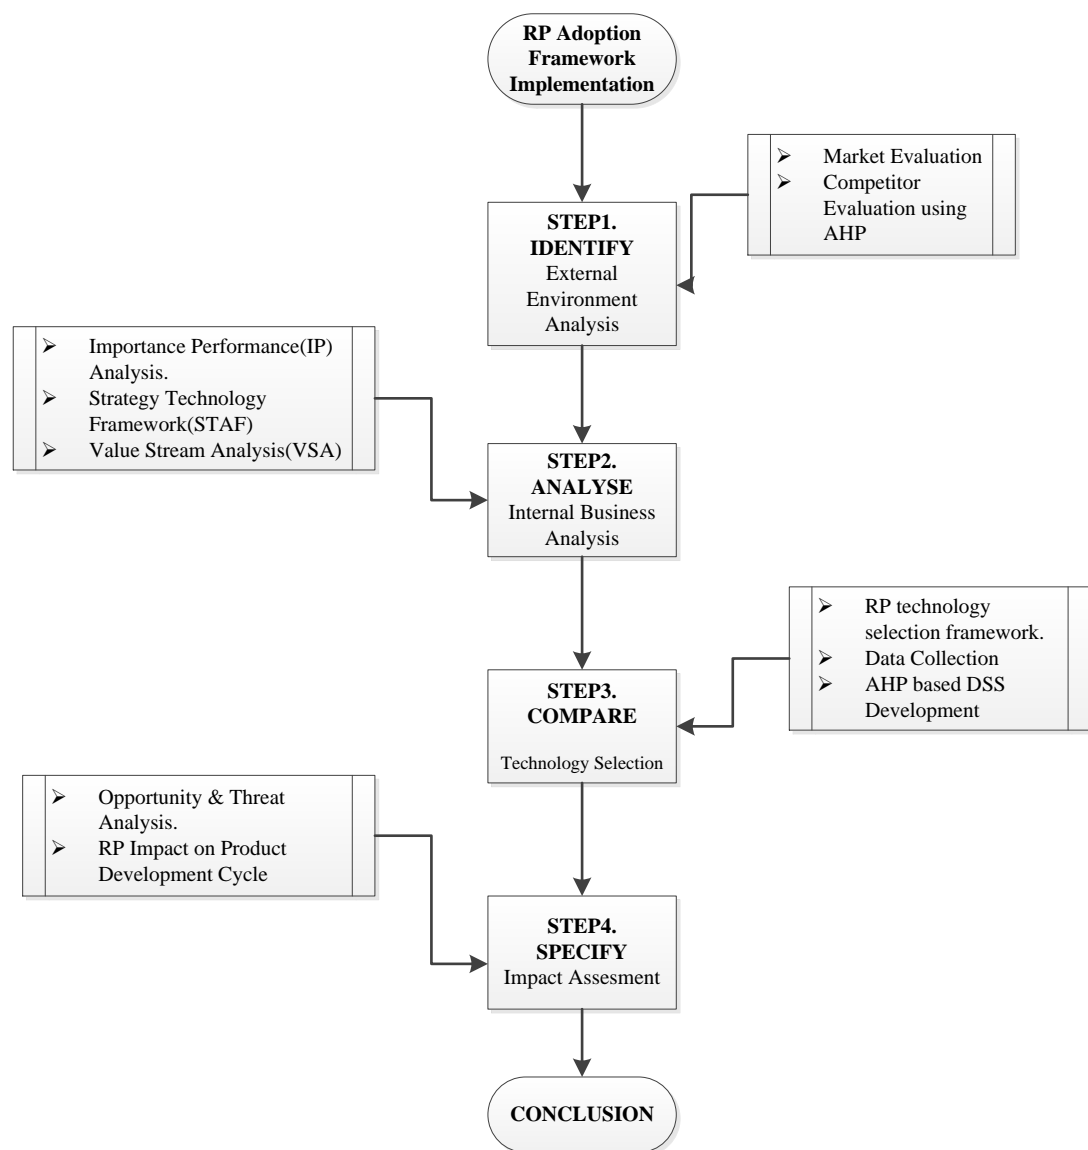 RP Adoption
Framework
Implementation
➢ Market Evaluation
➢ Competitor
Evaluation using
AHP
STEP1.
IDENTIFY
External
Environment
Analysis
➢ Importance Performance(IP)
Analysis.
➢ Strategy Technology
Framework(STAF)
➢ Value Stream Analysis(VSA)
STEP2.
ANALYSE
Internal Business
Analysis
➢ RP technology
selection framework.
➢ Data Collection
➢ AHP based DSS
Development
STEP3.
COMPARE
Technology Selection
➢ Opportunity & Threat
Analysis.
➢ RP Impact on Product
Development Cycle
STEP4.
SPECIFY
Impact Assesment
CONCLUSION